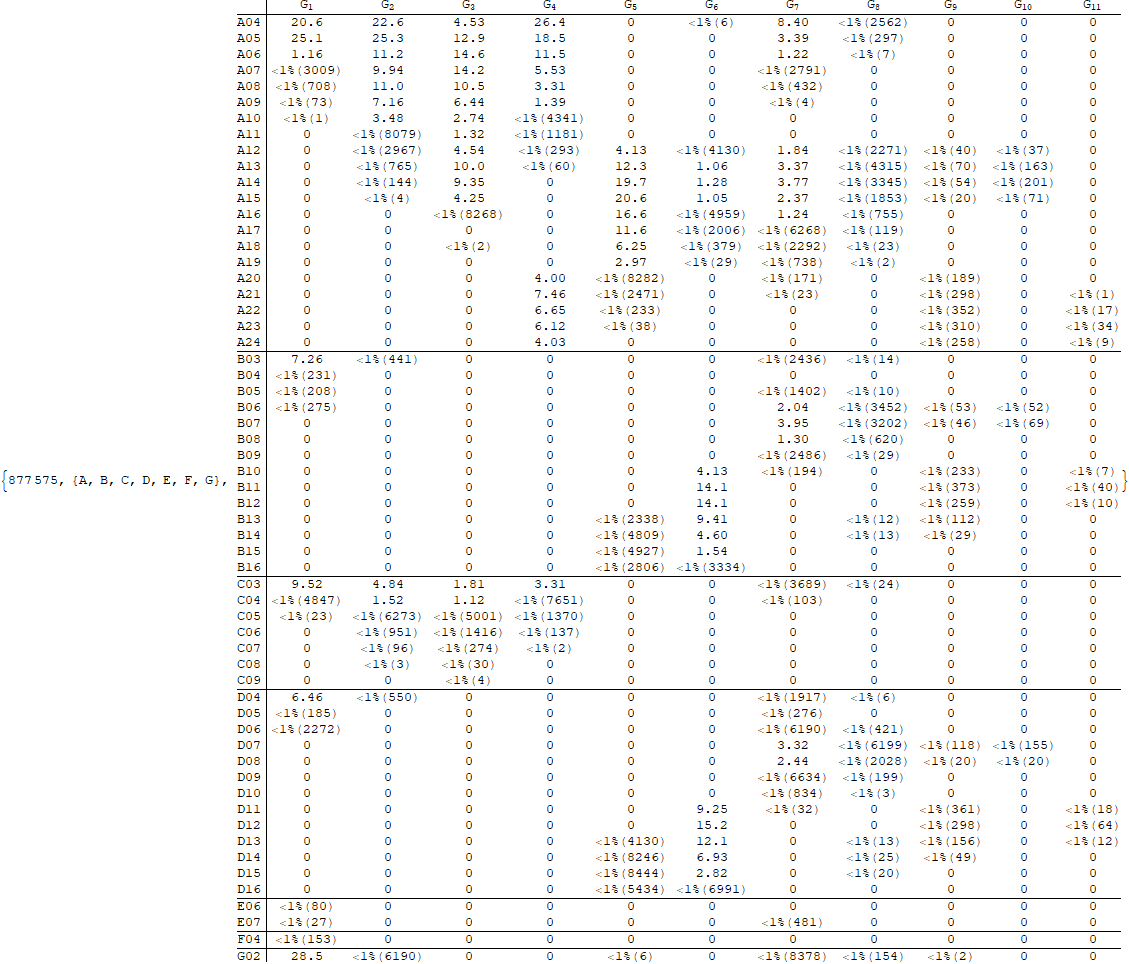 G1 G2 G3 G4 G5 G6 G7 G8 G9 G10 G11
A04 20.6 22.6 4.53 26.4 0 <1%(6) 8.40 <1%(2562) 0 0 0
A05 25.1 25.3 12.9 18.5 0 0 3.39 <1%(297) 0 0 0
A06 1.16 11.2 14.6 11.5 0 0 1.22 <1%(7) 0 0 0
A07 <1%(3009) 9.94 14.2 5.53 0 0 <1%(2791) 0 0 0 0
A08 <1%(708) 11.0 10.5 3.31 0 0 <1%(432) 0 0 0 0
A09 <1%(73) 7.16 6.44 1.39 0 0 <1%(4) 0 0 0 0
A10 <1%(1) 3.48 2.74 <1%(4341) 0 0 0 0 0 0 0
A11 0 <1%(8079) 1.32 <1%(1181) 0 0 0 0 0 0 0
A12 0 <1%(2967) 4.54 <1%(293) 4.13 <1%(4130) 1.84 <1%(2271) <1%(40) <1%(37) 0
A13 0 <1%(765) 10.0 <1%(60) 12.3 1.06 3.37 <1%(4315) <1%(70) <1%(163) 0
A14 0 <1%(144) 9.35 0 19.7 1.28 3.77 <1%(3345) <1%(54) <1%(201) 0
A15 0 <1%(4) 4.25 0 20.6 1.05 2.37 <1%(1853) <1%(20) <1%(71) 0
A16 0 0 <1%(8268) 0 16.6 <1%(4959) 1.24 <1%(755) 0 0 0
A17 0 0 0 0 11.6 <1%(2006) <1%(6268) <1%(119) 0 0 0
A18 0 0 <1%(2) 0 6.25 <1%(379) <1%(2292) <1%(23) 0 0 0
A19 0 0 0 0 2.97 <1%(29) <1%(738) <1%(2) 0 0 0
A20 0 0 0 4.00 <1%(8282) 0 <1%(171) 0 <1%(189) 0 0
A21 0 0 0 7.46 <1%(2471) 0 <1%(23) 0 <1%(298) 0 <1%(1)
A22 0 0 0 6.65 <1%(233) 0 0 0 <1%(352) 0 <1%(17)
A23 0 0 0 6.12 <1%(38) 0 0 0 <1%(310) 0 <1%(34)
A24 0 0 0 4.03 0 0 0 0 <1%(258) 0 <1%(9)
B03 7.26 <1%(441) 0 0 0 0 <1%(2436) <1%(14) 0 0 0
B04 <1%(231) 0 0 0 0 0 0 0 0 0 0
B05 <1%(208) 0 0 0 0 0 <1%(1402) <1%(10) 0 0 0
B06 <1%(275) 0 0 0 0 0 2.04 <1%(3452) <1%(53) <1%(52) 0
B07 0 0 0 0 0 0 3.95 <1%(3202) <1%(46) <1%(69) 0
B08 0 0 0 0 0 0 1.30 <1%(620) 0 0 0
B09 0 0 0 0 0 0 <1%(2486) <1%(29) 0 0 0
B10 0 0 0 0 0 4.13 <1%(194) 0 <1%(233) 0 <1%(7)
{877575, {A, B, C, D, E, F, G}, B11 0 0 0 0 0 14.1 0 0 <1%(373) 0 <1%(40) }
B12 0 0 0 0 0 14.1 0 0 <1%(259) 0 <1%(10)
B13 0 0 0 0 <1%(2338) 9.41 0 <1%(12) <1%(112) 0 0
B14 0 0 0 0 <1%(4809) 4.60 0 <1%(13) <1%(29) 0 0
B15 0 0 0 0 <1%(4927) 1.54 0 0 0 0 0
B16 0 0 0 0 <1%(2806) <1%(3334) 0 0 0 0 0
C03 9.52 4.84 1.81 3.31 0 0 <1%(3689) <1%(24) 0 0 0
C04 <1%(4847) 1.52 1.12 <1%(7651) 0 0 <1%(103) 0 0 0 0
C05 <1%(23) <1%(6273) <1%(5001) <1%(1370) 0 0 0 0 0 0 0
C06 0 <1%(951) <1%(1416) <1%(137) 0 0 0 0 0 0 0
C07 0 <1%(96) <1%(274) <1%(2) 0 0 0 0 0 0 0
C08 0 <1%(3) <1%(30) 0 0 0 0 0 0 0 0
C09 0 0 <1%(4) 0 0 0 0 0 0 0 0
D04 6.46 <1%(550) 0 0 0 0 <1%(1917) <1%(6) 0 0 0
D05 <1%(185) 0 0 0 0 0 <1%(276) 0 0 0 0
D06 <1%(2272) 0 0 0 0 0 <1%(6190) <1%(421) 0 0 0
D07 0 0 0 0 0 0 3.32 <1%(6199) <1%(118) <1%(155) 0
D08 0 0 0 0 0 0 2.44 <1%(2028) <1%(20) <1%(20) 0
D09 0 0 0 0 0 0 <1%(6634) <1%(199) 0 0 0
D10 0 0 0 0 0 0 <1%(834) <1%(3) 0 0 0
D11 0 0 0 0 0 9.25 <1%(32) 0 <1%(361) 0 <1%(18)
D12 0 0 0 0 0 15.2 0 0 <1%(298) 0 <1%(64)
D13 0 0 0 0 <1%(4130) 12.1 0 <1%(13) <1%(156) 0 <1%(12)
D14 0 0 0 0 <1%(8246) 6.93 0 <1%(25) <1%(49) 0 0
D15 0 0 0 0 <1%(8444) 2.82 0 <1%(20) 0 0 0
D16 0 0 0 0 <1%(5434) <1%(6991) 0 0 0 0 0
E06 <1%(80) 0 0 0 0 0 0 0 0 0 0
E07 <1%(27) 0 0 0 0 0 <1%(481) 0 0 0 0
F04 <1%(153) 0 0 0 0 0 0 0 0 0 0
G02 28.5 <1%(6190) 0 0 <1%(6) 0 <1%(8378) <1%(154) <1%(2) 0 0